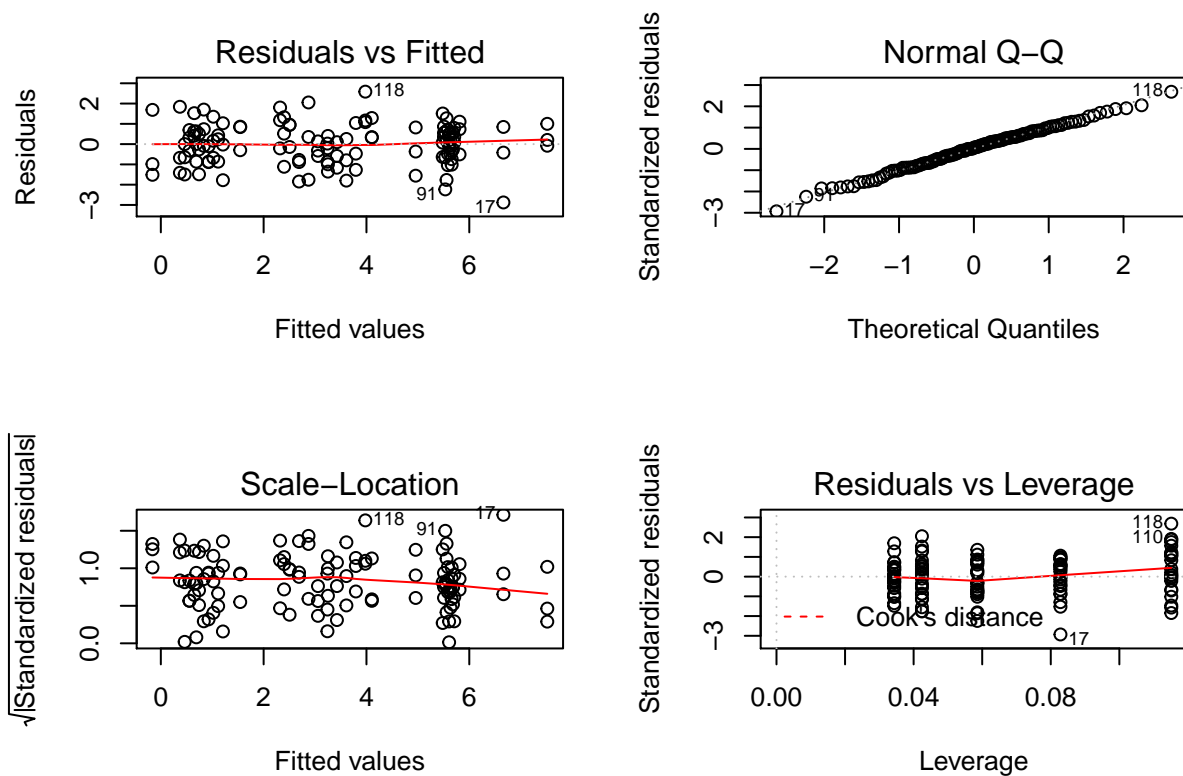 Residuals vs Fitted
Residuals
2
0
−3
118
91
17
0 2 4 6
Fitted values
Normal Q−Q
Standardized residuals
2
0
−3
118
91
17
−2 −1 0 1 2
Theoretical Quantiles
Scale−Location
√|Standardized residuals|
1.0
0.0
118
91
17
0 2 4 6
Fitted values
Residuals vs Leverage
Standardized residuals
2
0
−3
118
110
17
Cook's distance
0.00 0.04 0.08
Leverage